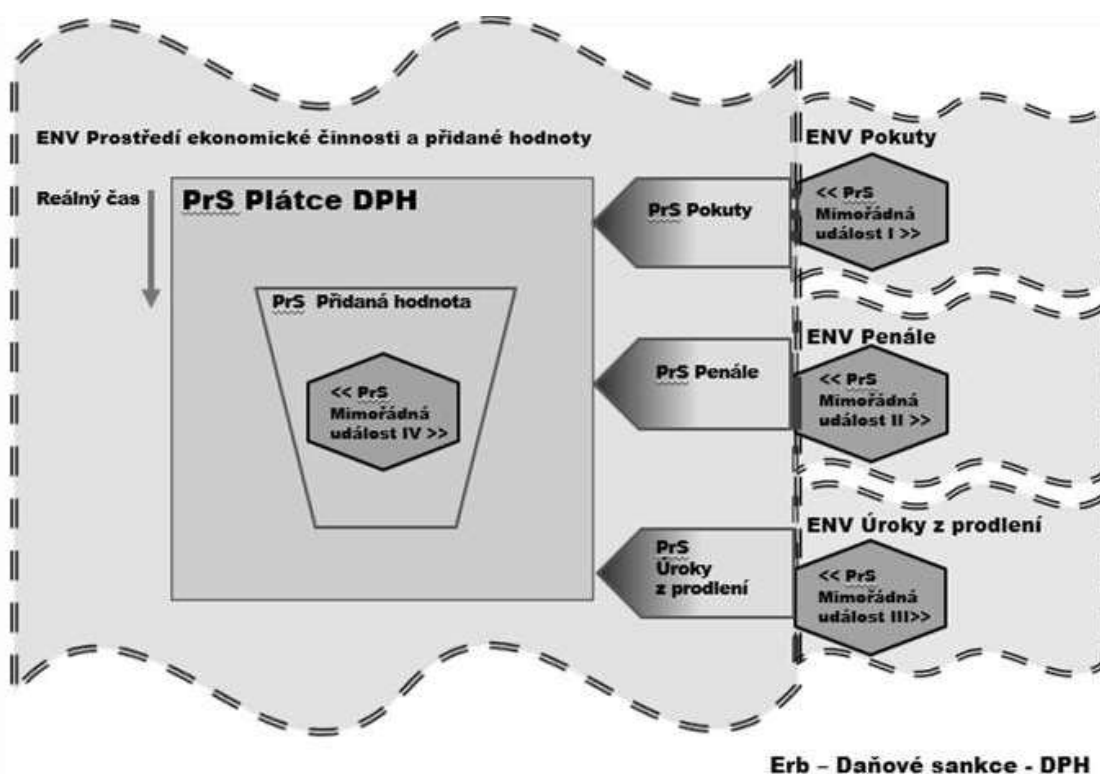 ENV Prostředí ekonomické činnosti a přidané hodnoty
Reálný čas
PrS Plátce DPH
PrS Přidaná hodnota
<< PrS
Mimořádná
událost IV >>
PrS Pokuty
PrS Penále
PrS
Úroky
z prodlení
ENV Pokuty
<< PrS
Mimořádná
událost I >>
ENV Penále
<< PrS
Mimořádná
událost II >>
ENV Úroky z prodlení
<< PrS
Mimořádná
událost III>>
Erb – Daňové sankce - DPH